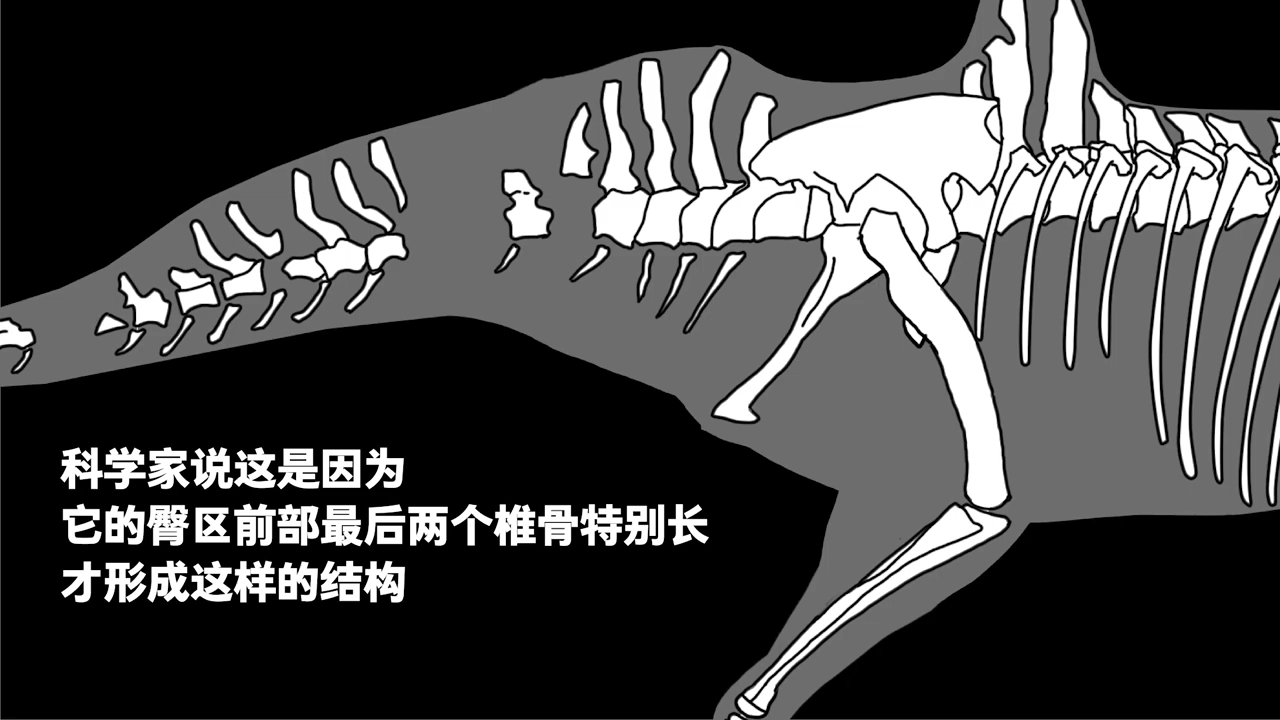 科学家说这是因为
它的臀区前部最后两个椎骨特别长
才形成这样的结构